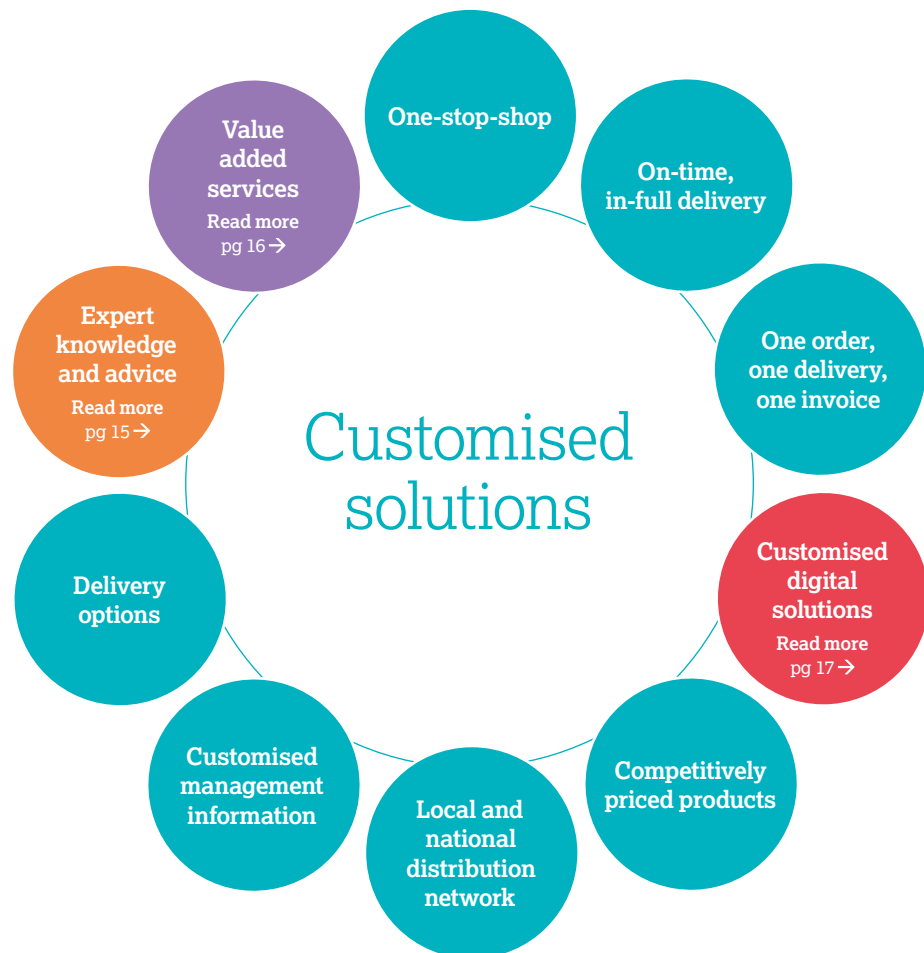 One-stop-shop
On-time,
in-full delivery
One order,
one delivery,
one invoice
Customised
digital
solutions
Read more
pg 17→
Competitively
priced products
Local and
national
distribution
network
Customised
management
information
Delivery
options
Expert
knowledge
and advice
Read more
pg 15→
Value
added
services
Read more
pg 16→
Customised
solutions